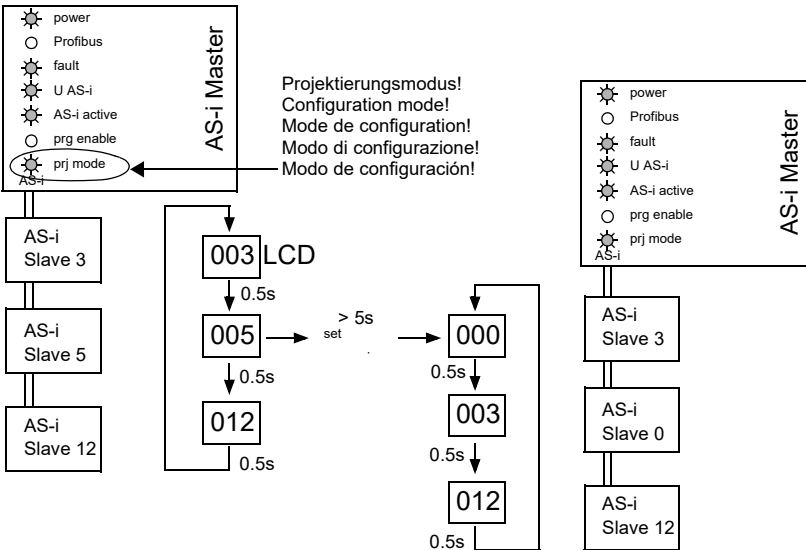 power
Profibus
fault
U AS-i
AS-i active
prg enable
prj mode
AS-i
AS-i Master
Projektierungsmodus!
Configuration mode!
Mode de configuration!
Modo di configurazione!
Modo de configuración!
AS-i
Slave 3
AS-i
Slave 5
AS-i
Slave 12
003 LCD
0.5s
005
0.5s
012
0.5s
> 5s
set
.
000
0.5s
003
0.5s
012
0.5s
power
Profibus
fault
U AS-i
AS-i active
prg enable
prj mode
AS-i
AS-i Master
AS-i
Slave 3
AS-i
Slave 0
AS-i
Slave 12